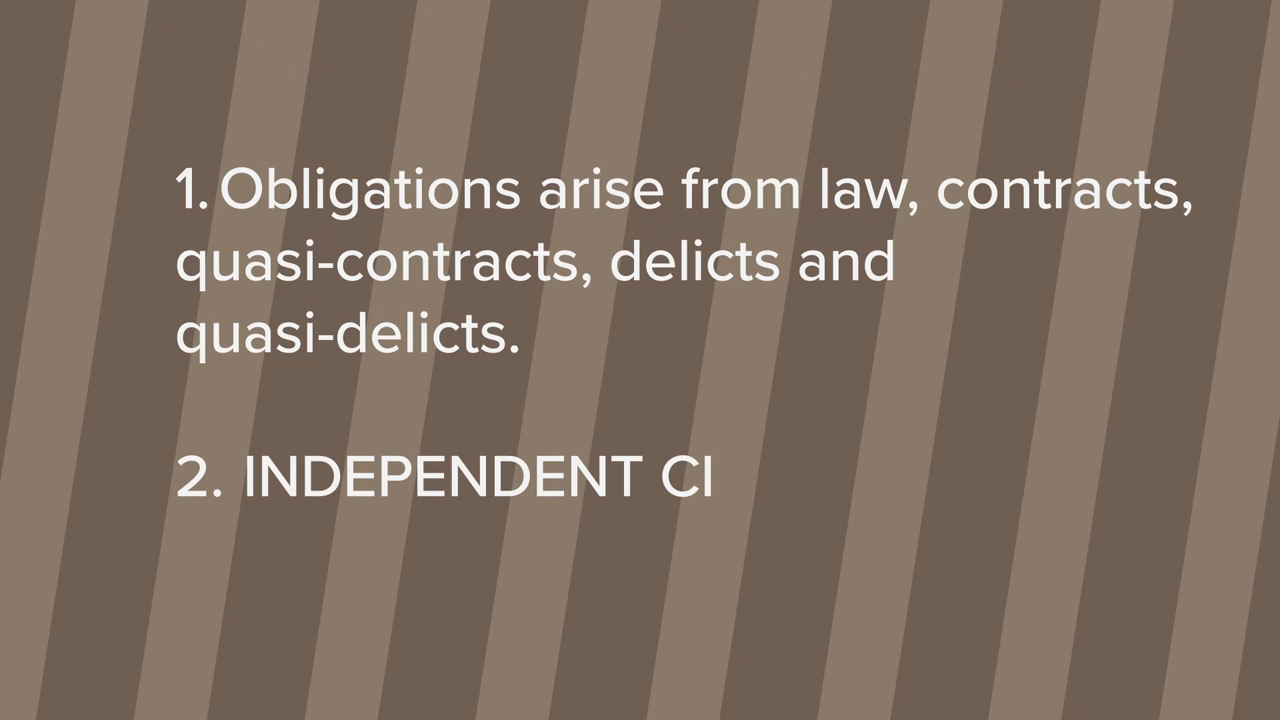 1. Obligations arise from law, contracts,
quasi-contracts, delicts and
quasi-delicts.
2. INDEPENDENT CI